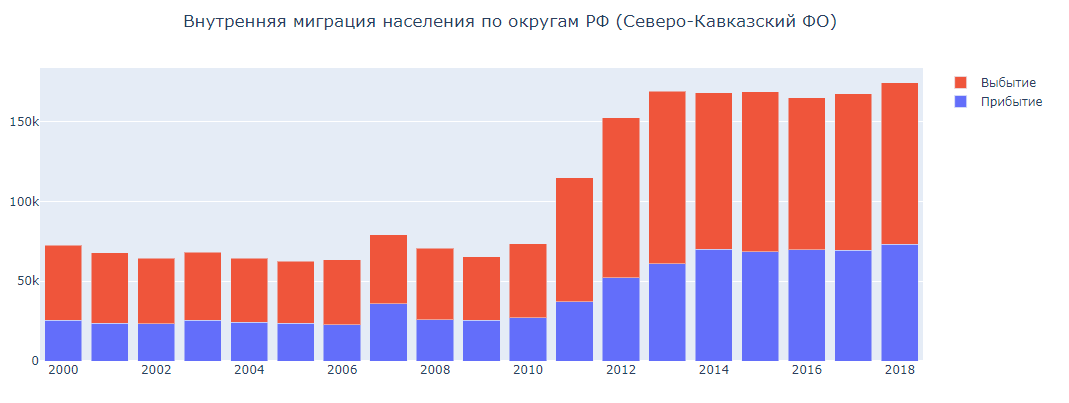 Внутренняя миграция населения по округам РФ (Северо-Кавказский ФО)
Выбытие
Прибытие
150k
100k
50k
0
2000 2002 2004 2006 2008 2010 2012 2014 2016 2018